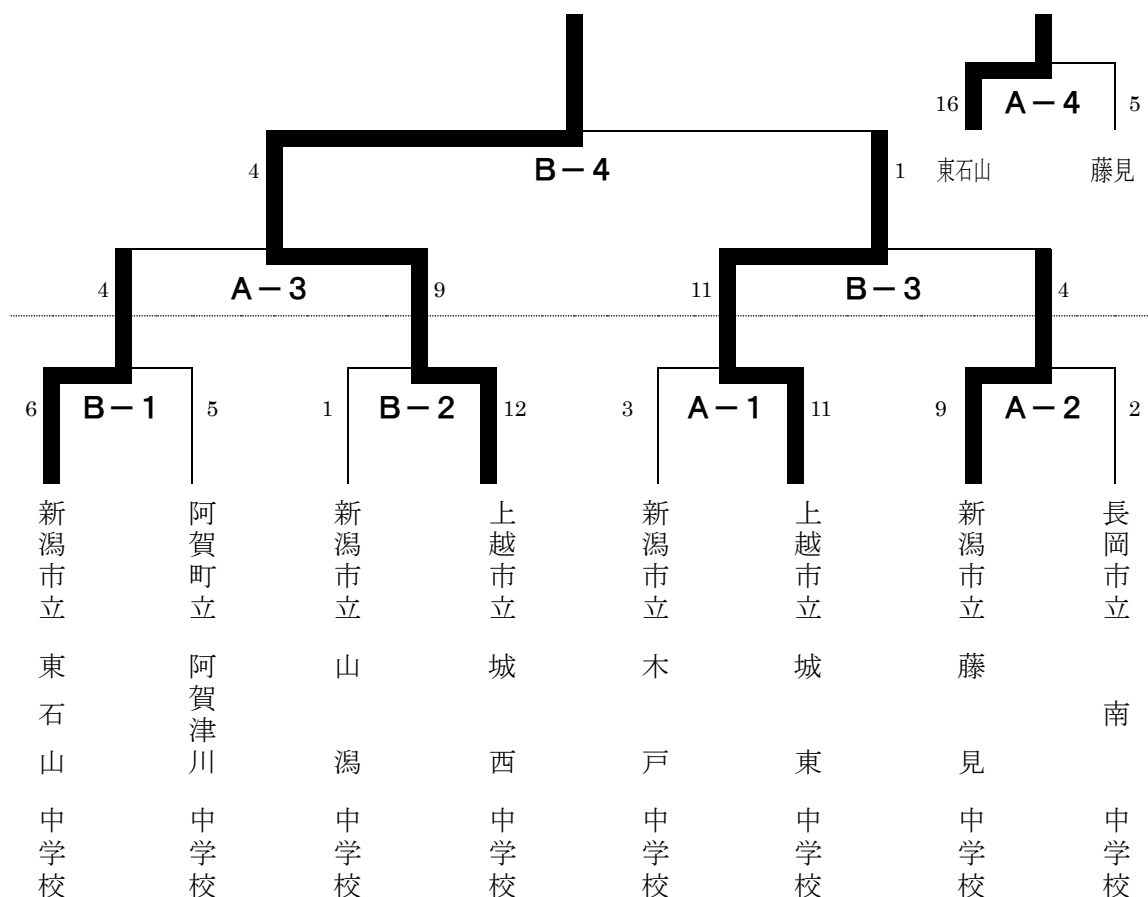 16 A－4 5
4 B－4 1 東石山 藤見
4 A－3 9 11 B－3 4
6 B－1 5 1 B－2 12 3 A－1 11 9 A－2 2
新潟市立 東石山 中学校
阿賀町立 阿賀津川 中学校
新潟市立 山潟 中学校
上越市立 城西 中学校
新潟市立 木戸 中学校
上越市立 城東 中学校
新潟市立 藤見 中学校
長岡市立 南 中学校